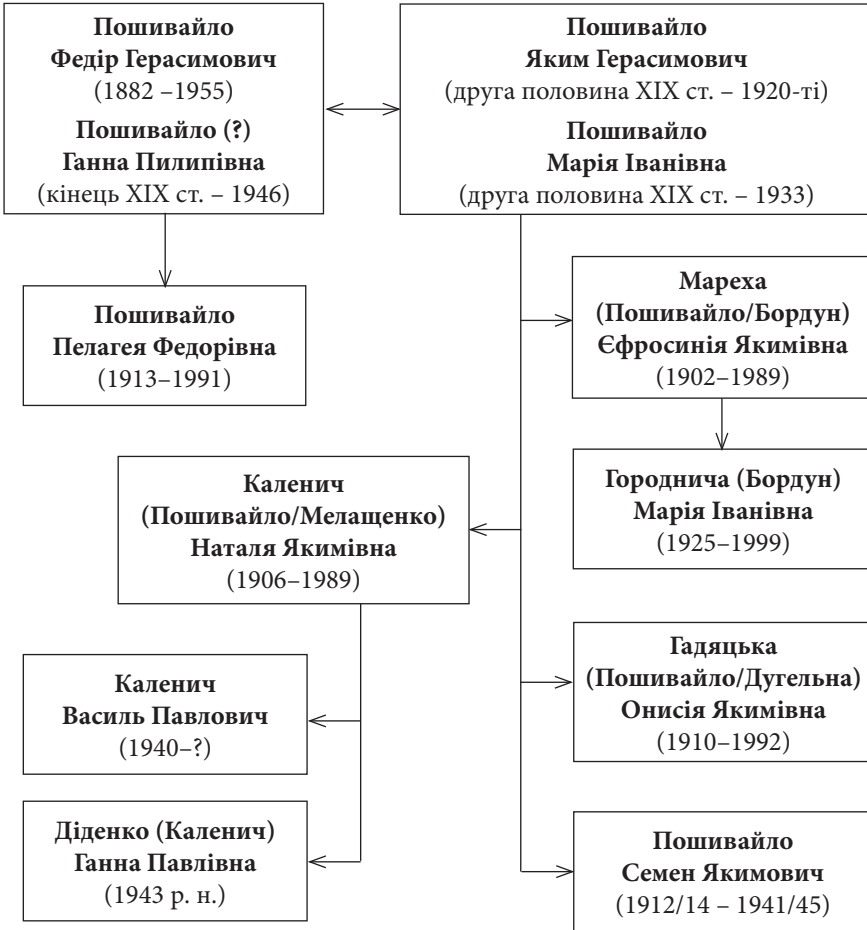 Пошивайло
Федір Герасимович
(1882 –1955)
Пошивайло (?)
Ганна Пилипівна
(кінець XIX ст. – 1946)
Пошивайло
Яким Герасимович
(друга половина XIX ст. – 1920-ті)
Пошивайло
Марія Іванівна
(друга половина XIX ст. – 1933)
Пошивайло
Пелагея Федорівна
(1913–1991)
Мареха
(Пошивайло/Бордун)
Єфросинія Якимівна
(1902–1989)
Каленич
(Пошивайло/Мелащенко)
Наталя Якимівна
(1906–1989)
Городнича (Бордун)
Марія Іванівна
(1925–1999)
Каленич
Василь Павлович
(1940–?)
Гадяцька
(Пошивайло/Дугельна)
Онисія Якимівна
(1910–1992)
Діденко (Каленич)
Ганна Павлівна
(1943 р. н.)
Пошивайло
Семен Якимович
(1912/14 – 1941/45)